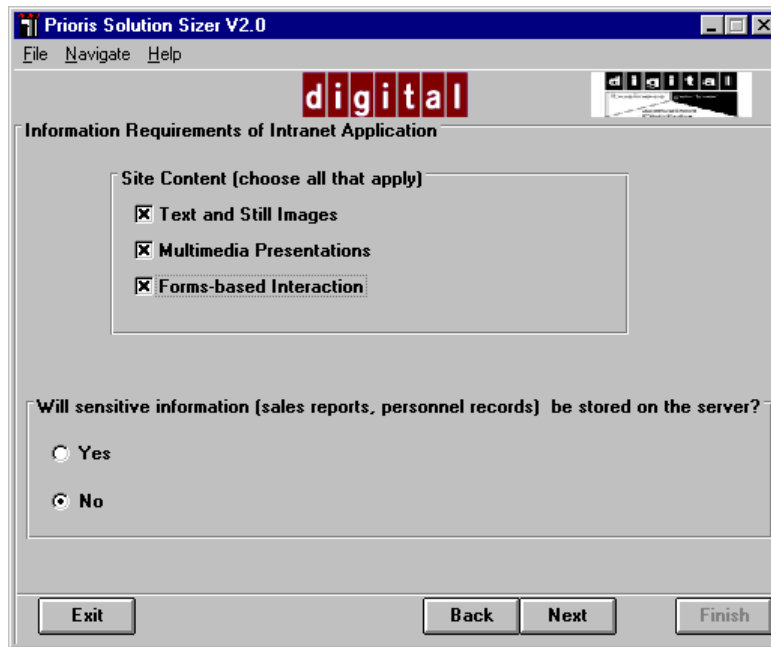 Prioris Solution Sizer V2.0
File Navigate Help
digital
digital
Information Requirements of Intranet Application
Site Content (choose all that apply)
Text and Still Images
Multimedia Presentations
Forms-based Interaction
Will sensitive information (sales reports, personnel records) be stored on the server?
Yes
No
Exit Back Next Finish